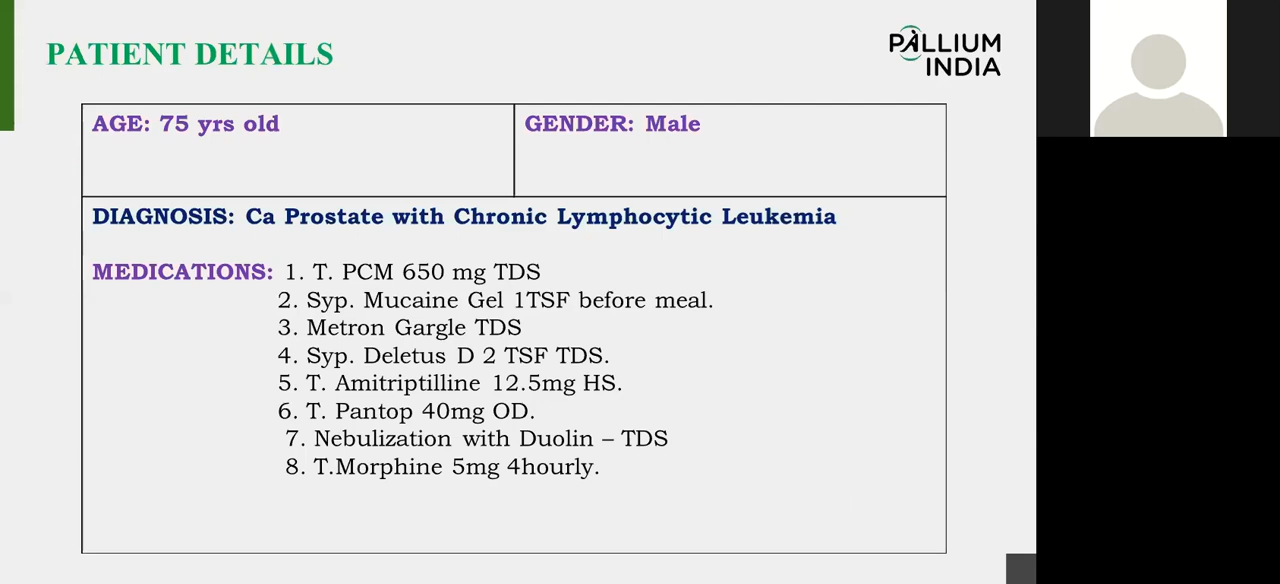 PATIENT DETAILS
PALLIUM
INDIA
AGE: 75 yrs old
GENDER: Male
DIAGNOSIS: Ca Prostate with Chronic Lymphocytic Leukemia
MEDICATIONS: 1. T. PCM 650 mg TDS
2. Syp. Mucaine Gel 1TSF before meal.
3. Metron Gargle TDS
4. Syp. Deletus D 2 TSF TDS.
5. T. Amitriptilline 12.5mg HS.
6. T. Pantop 40mg OD.
7. Nebulization with Duolin – TDS
8. T.Morphine 5mg 4hourly.